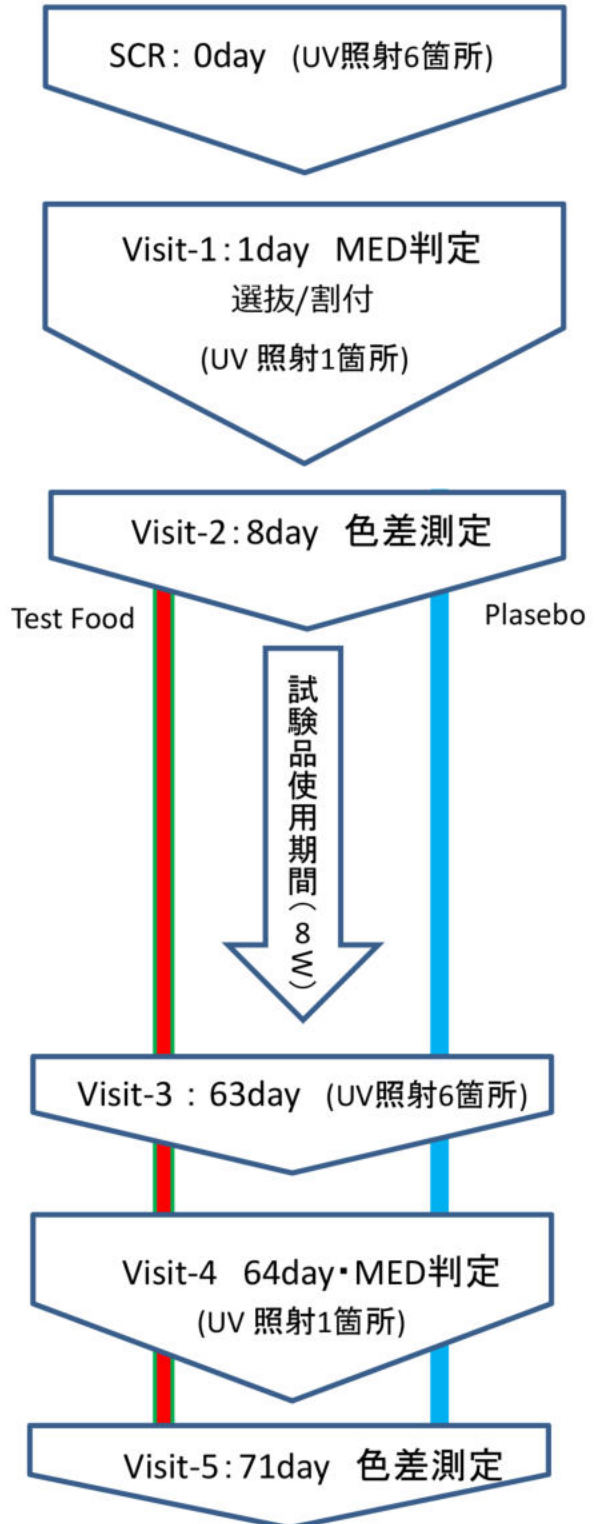 SCR: 0day (UV照射6箇所)
Visit-1:1day MED判定
選抜/割付
(UV 照射1箇所)
Visit-2:8day 色差測定
Test Food
Plasebo
試験品使用期間(8W)
Visit-3 : 63day (UV照射6箇所)
Visit-4 64day・MED判定
(UV 照射1箇所)
Visit-5:71day 色差測定